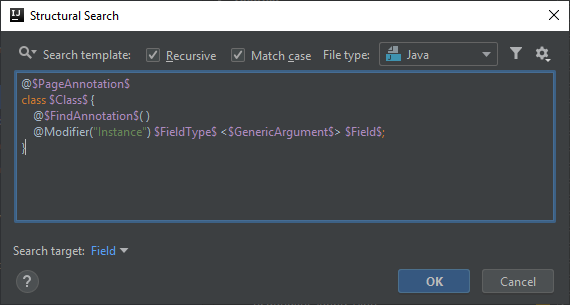 IJ
Structural Search
Search template: Recursive Match case File type: Java
@$PageAnnotation$
class $Class$ {
@$FindAnnotation$( )
@Modifier("Instance") $FieldType$ <$GenericArgument$> $Field$;
}
Search target: Field
? OK Cancel